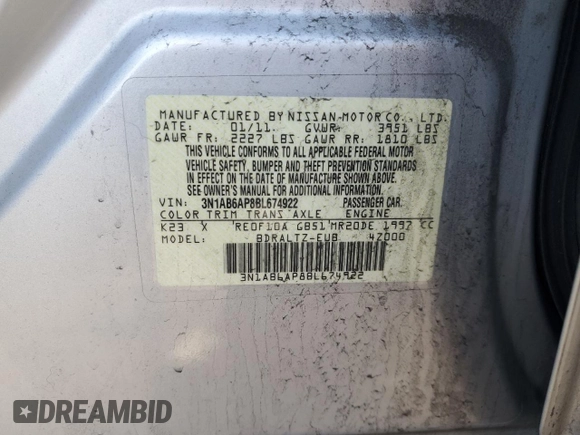 MANUFACTURED BY NISSAN MOTOR CO., LTD.
DATE: 01/11. GVWR: 3951 LBS
GAWR FR: 2227 LBS GAWR RR: 1810 LBS
THIS VEHICLE CONFORMS TO ALL APPLICABLE FEDERAL MOTOR
VEHICLE SAFETY, BUMPER AND THEFT PREVENTION STANDARDS
IN EFFECT ON THE DATE OF MANUFACTURE SHOWN ABOVE.
SEE OWNER'S MANUAL FOR ADDITIONAL INFORMATION.
VIN: 3N1AB6AP8BL674922 PASSENGER CAR.
COLOR TRIM TRANS AXLE ENGINE
K23 X RE0F10A GB51 MR20DE 1997 CC
MODEL: BDRALTZ-EUB 4Z000
3N1AB6AP8BL674922
DREAMBID